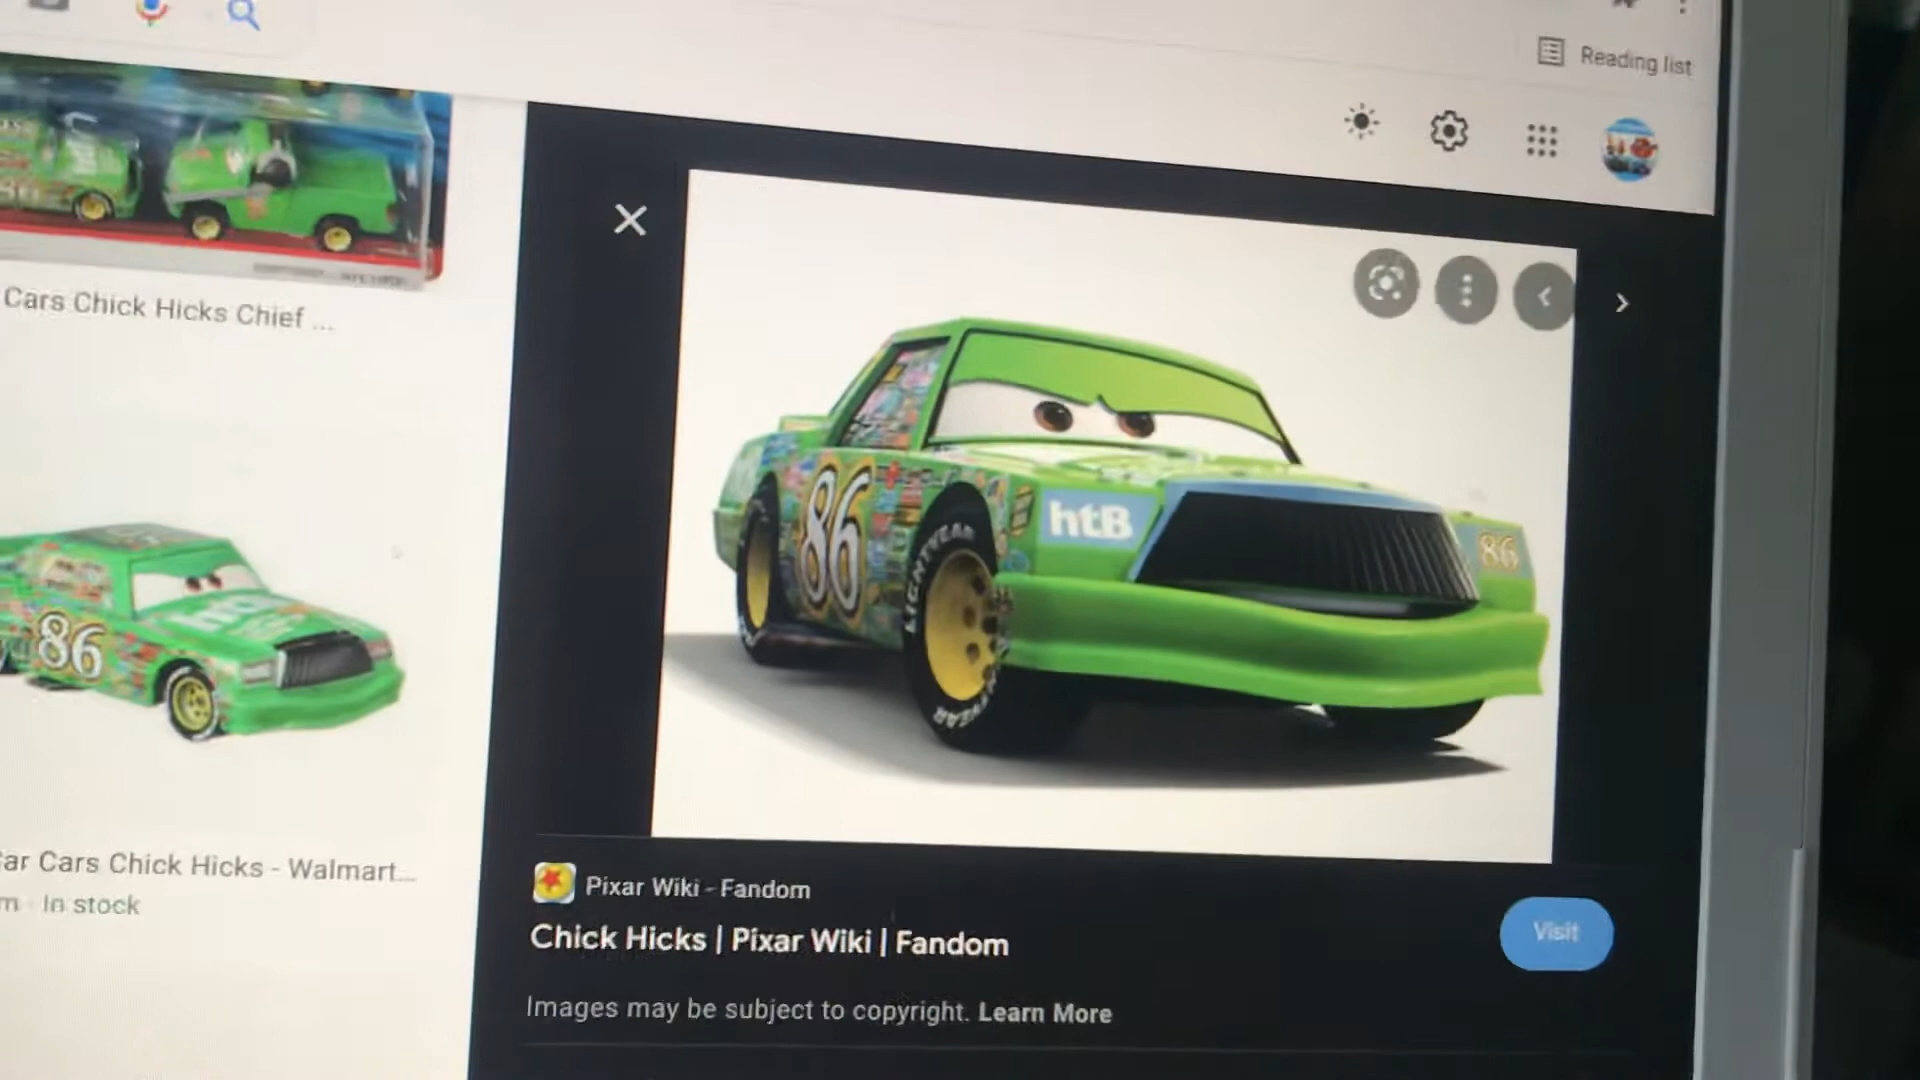 Reading list
Cars Chick Hicks Chief ...
86
htB
86
LIGHTYEAR
86
ar Cars Chick Hicks - Walmart...
In stock
Pixar Wiki - Fandom
Chick Hicks | Pixar Wiki | Fandom
Visit
Images may be subject to copyright. Learn More